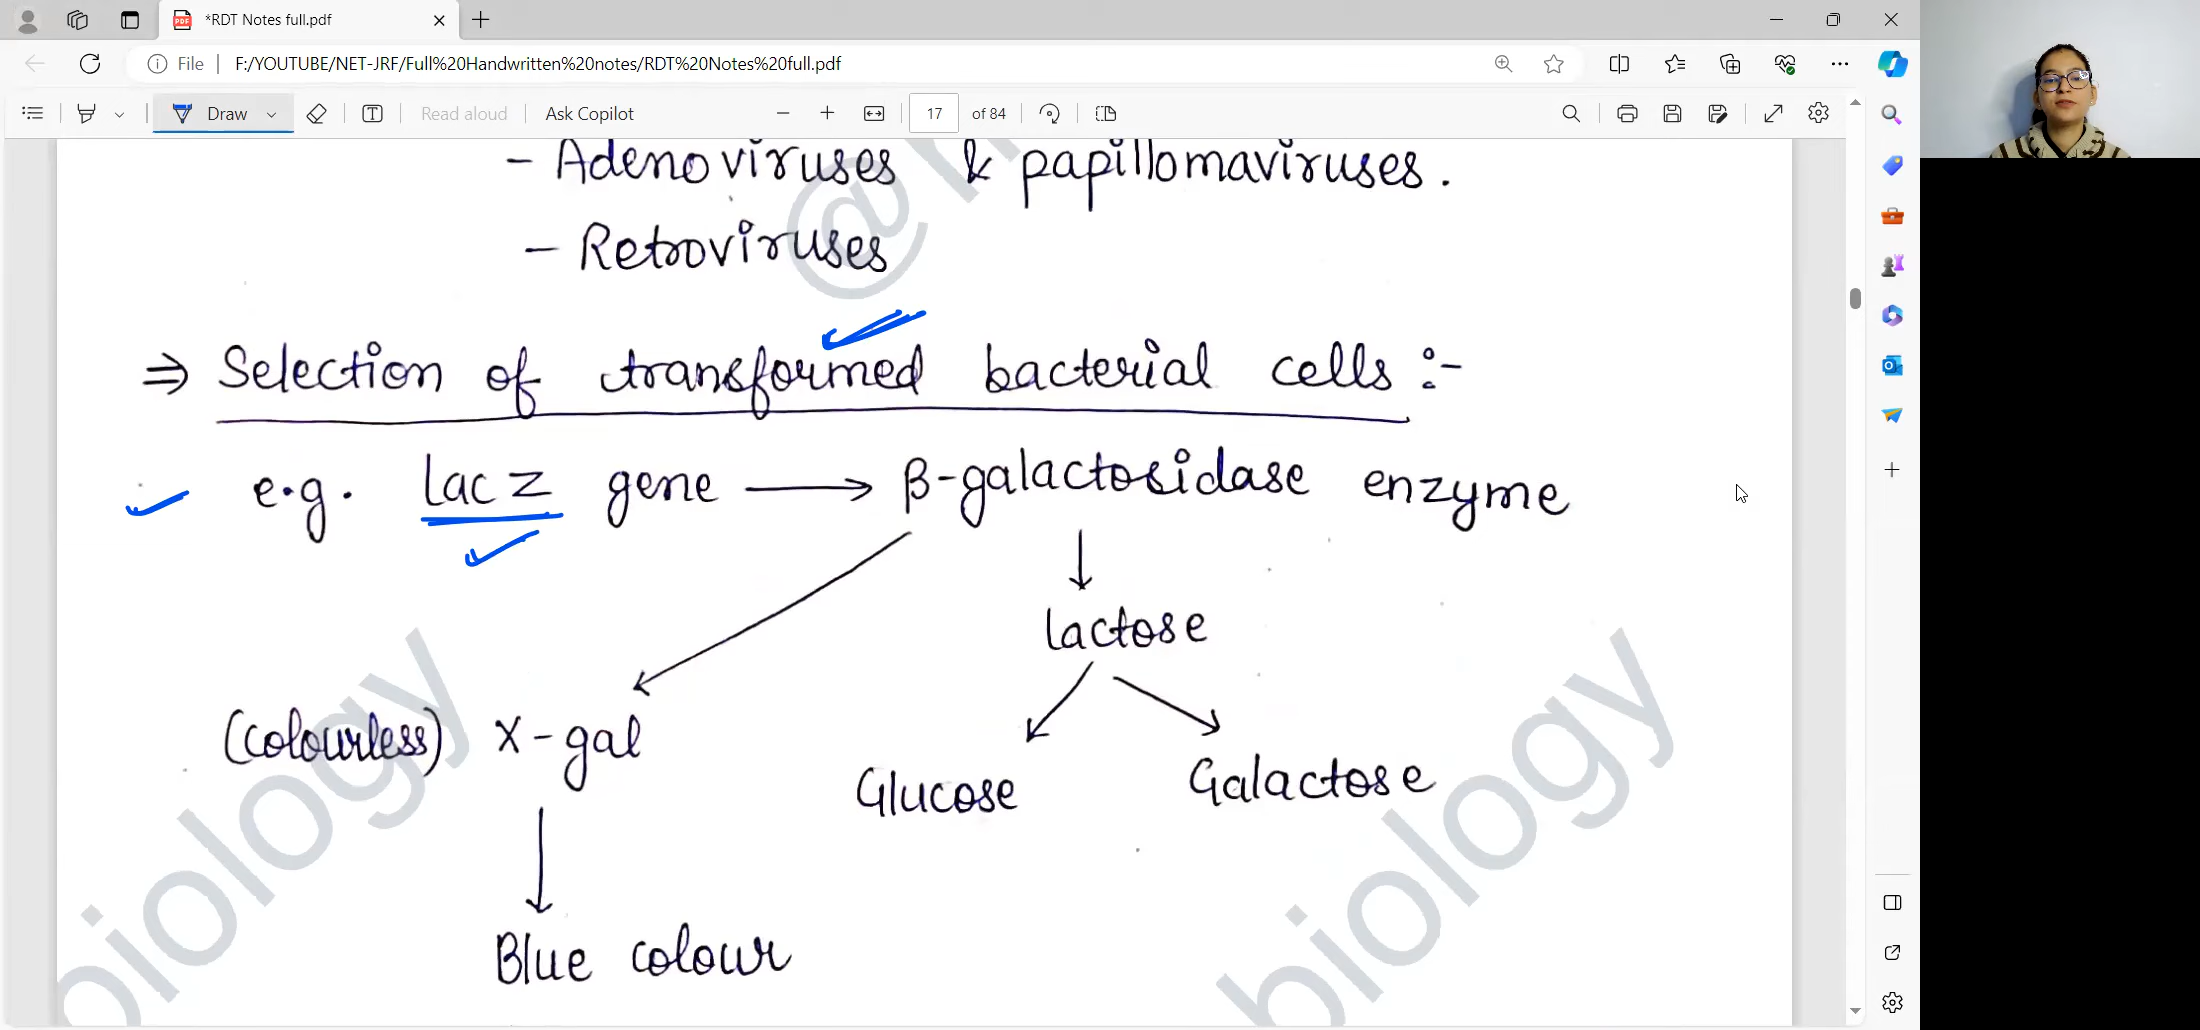 *RDT Notes full.pdf
File
F:/YOUTUBE/NET-JRF/Full%20Handwritten%20notes/RDT%20Notes%20full.pdf
Draw
Read aloud
Ask Copilot
17 of 84
- Adenoviruses & papillomaviruses.
- Retroviruses
⇒ Selection of transformed bacterial cells :-
e.g. Lac Z gene → β-galactosidase enzyme
Lactose
(colourless) X-gal
Glucose Galactose
Blue colour
biology
biology